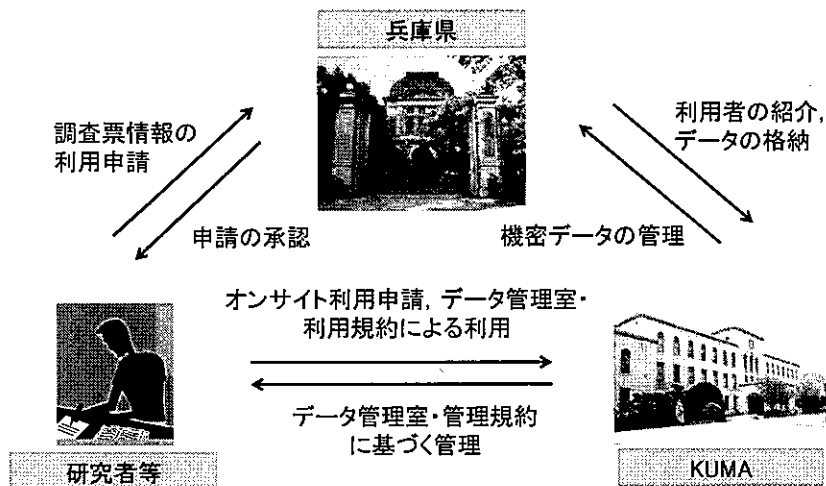 兵庫県
調査票情報の
利用申請
利用者の紹介,
データの格納
申請の承認
機密データの管理
オンサイト利用申請, データ管理室・
利用規約による利用
データ管理室・管理規約
に基づく管理
研究者等
KUMA